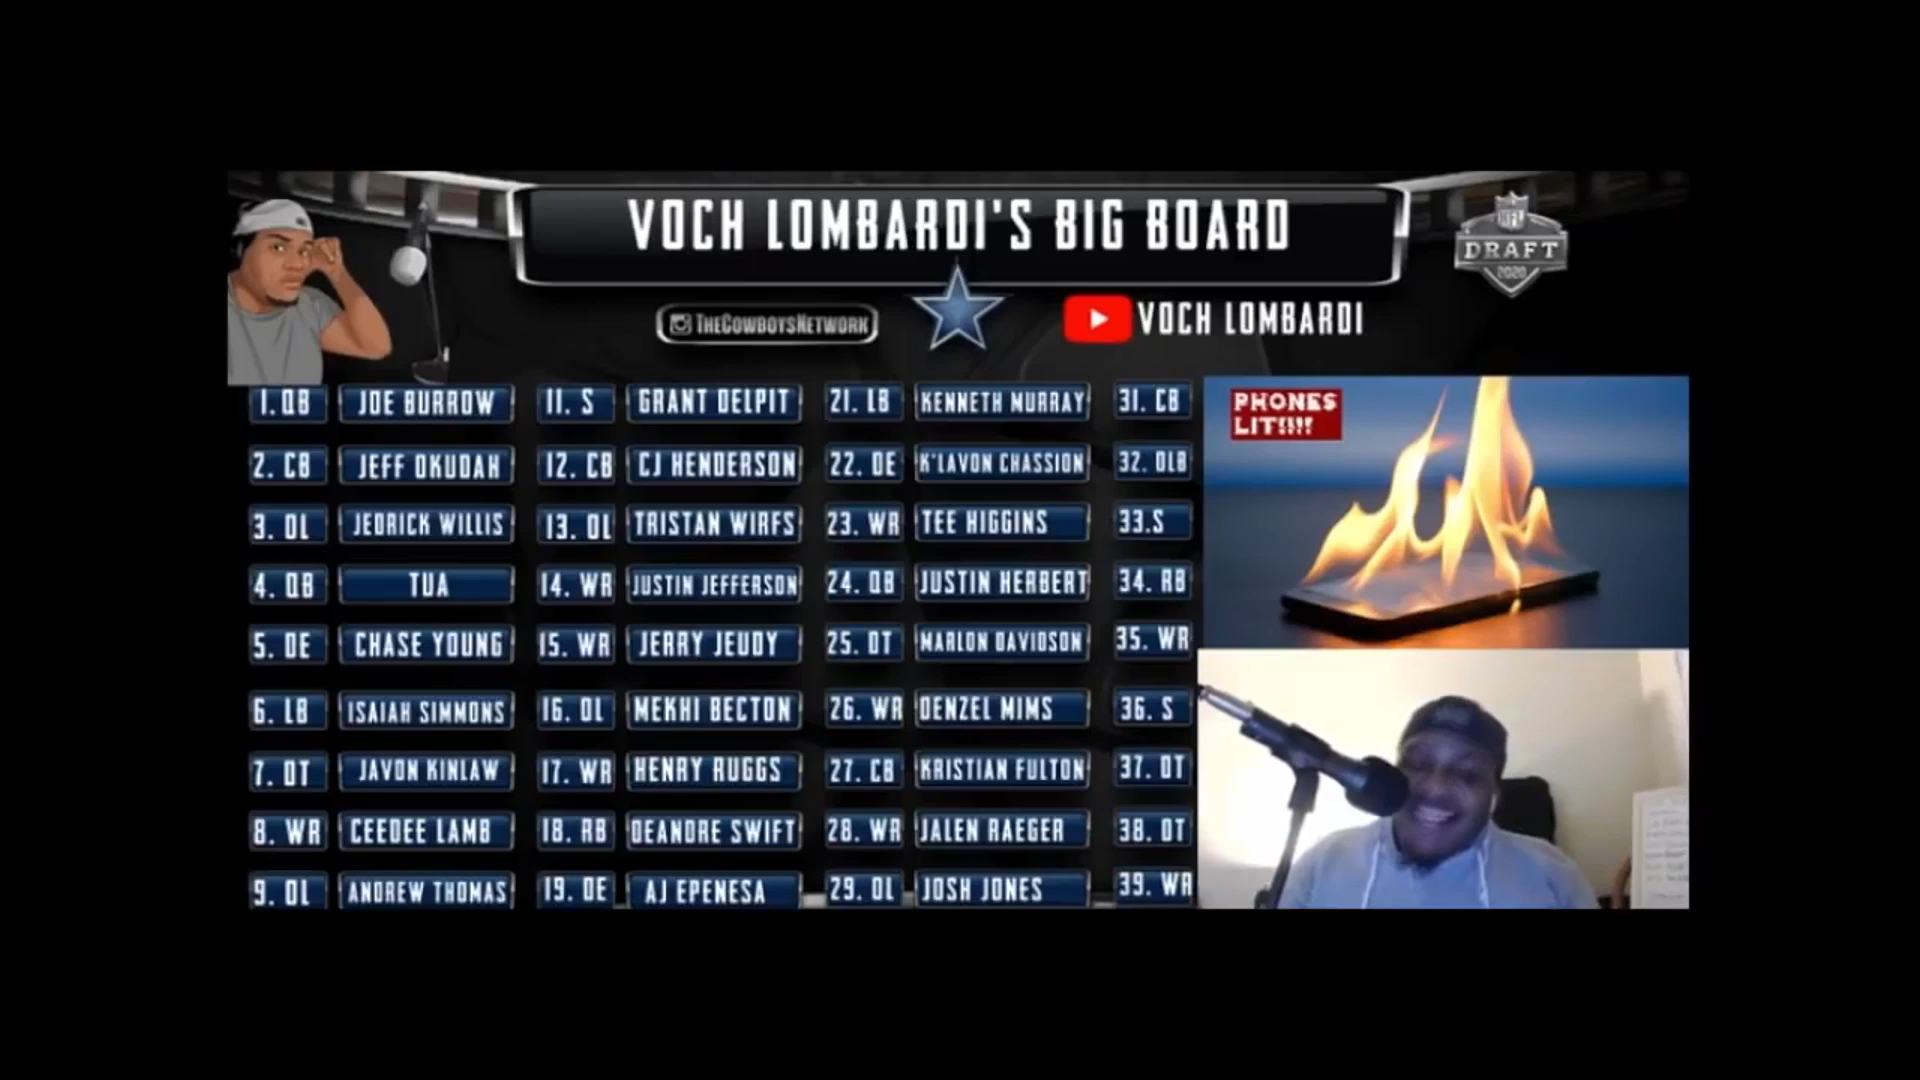 VOCH LOMBARDI'S BIG BOARD
NFL
DRAFT
2020
THECOWBOYSNETWORK
VOCH LOMBARDI
1. QB JOE BURROW 11. S GRANT DELPIT 21. LB KENNETH MURRAY 31. CB
2. CB JEFF OKUDAH 12. CB CJ HENDERSON 22. DE K'LAVON CHASSION 32. OLB
3. OL JEDRICK WILLIS 13. OL TRISTAN WIRFS 23. WR TEE HIGGINS 33.S
4. QB TUA 14. WR JUSTIN JEFFERSON 24. QB JUSTIN HERBERT 34. RB
5. DE CHASE YOUNG 15. WR JERRY JEUDY 25. DT MARLON DAVIDSON 35. WR
6. LB ISAIAH SIMMONS 16. OL MEKHI BECTON 26. WR DENZEL MIMS 36. S
7. DT JAVON KINLAW 17. WR HENRY RUGGS 27. CB KRISTIAN FULTON 37. DT
8. WR CEEDEE LAMB 18. RB DEANDRE SWIFT 28. WR JALEN RAEGER 38. DT
9. OL ANDREW THOMAS 19. DE AJ EPENESA 29. OL JOSH JONES 39. WR
PHONES
LIT!!!!